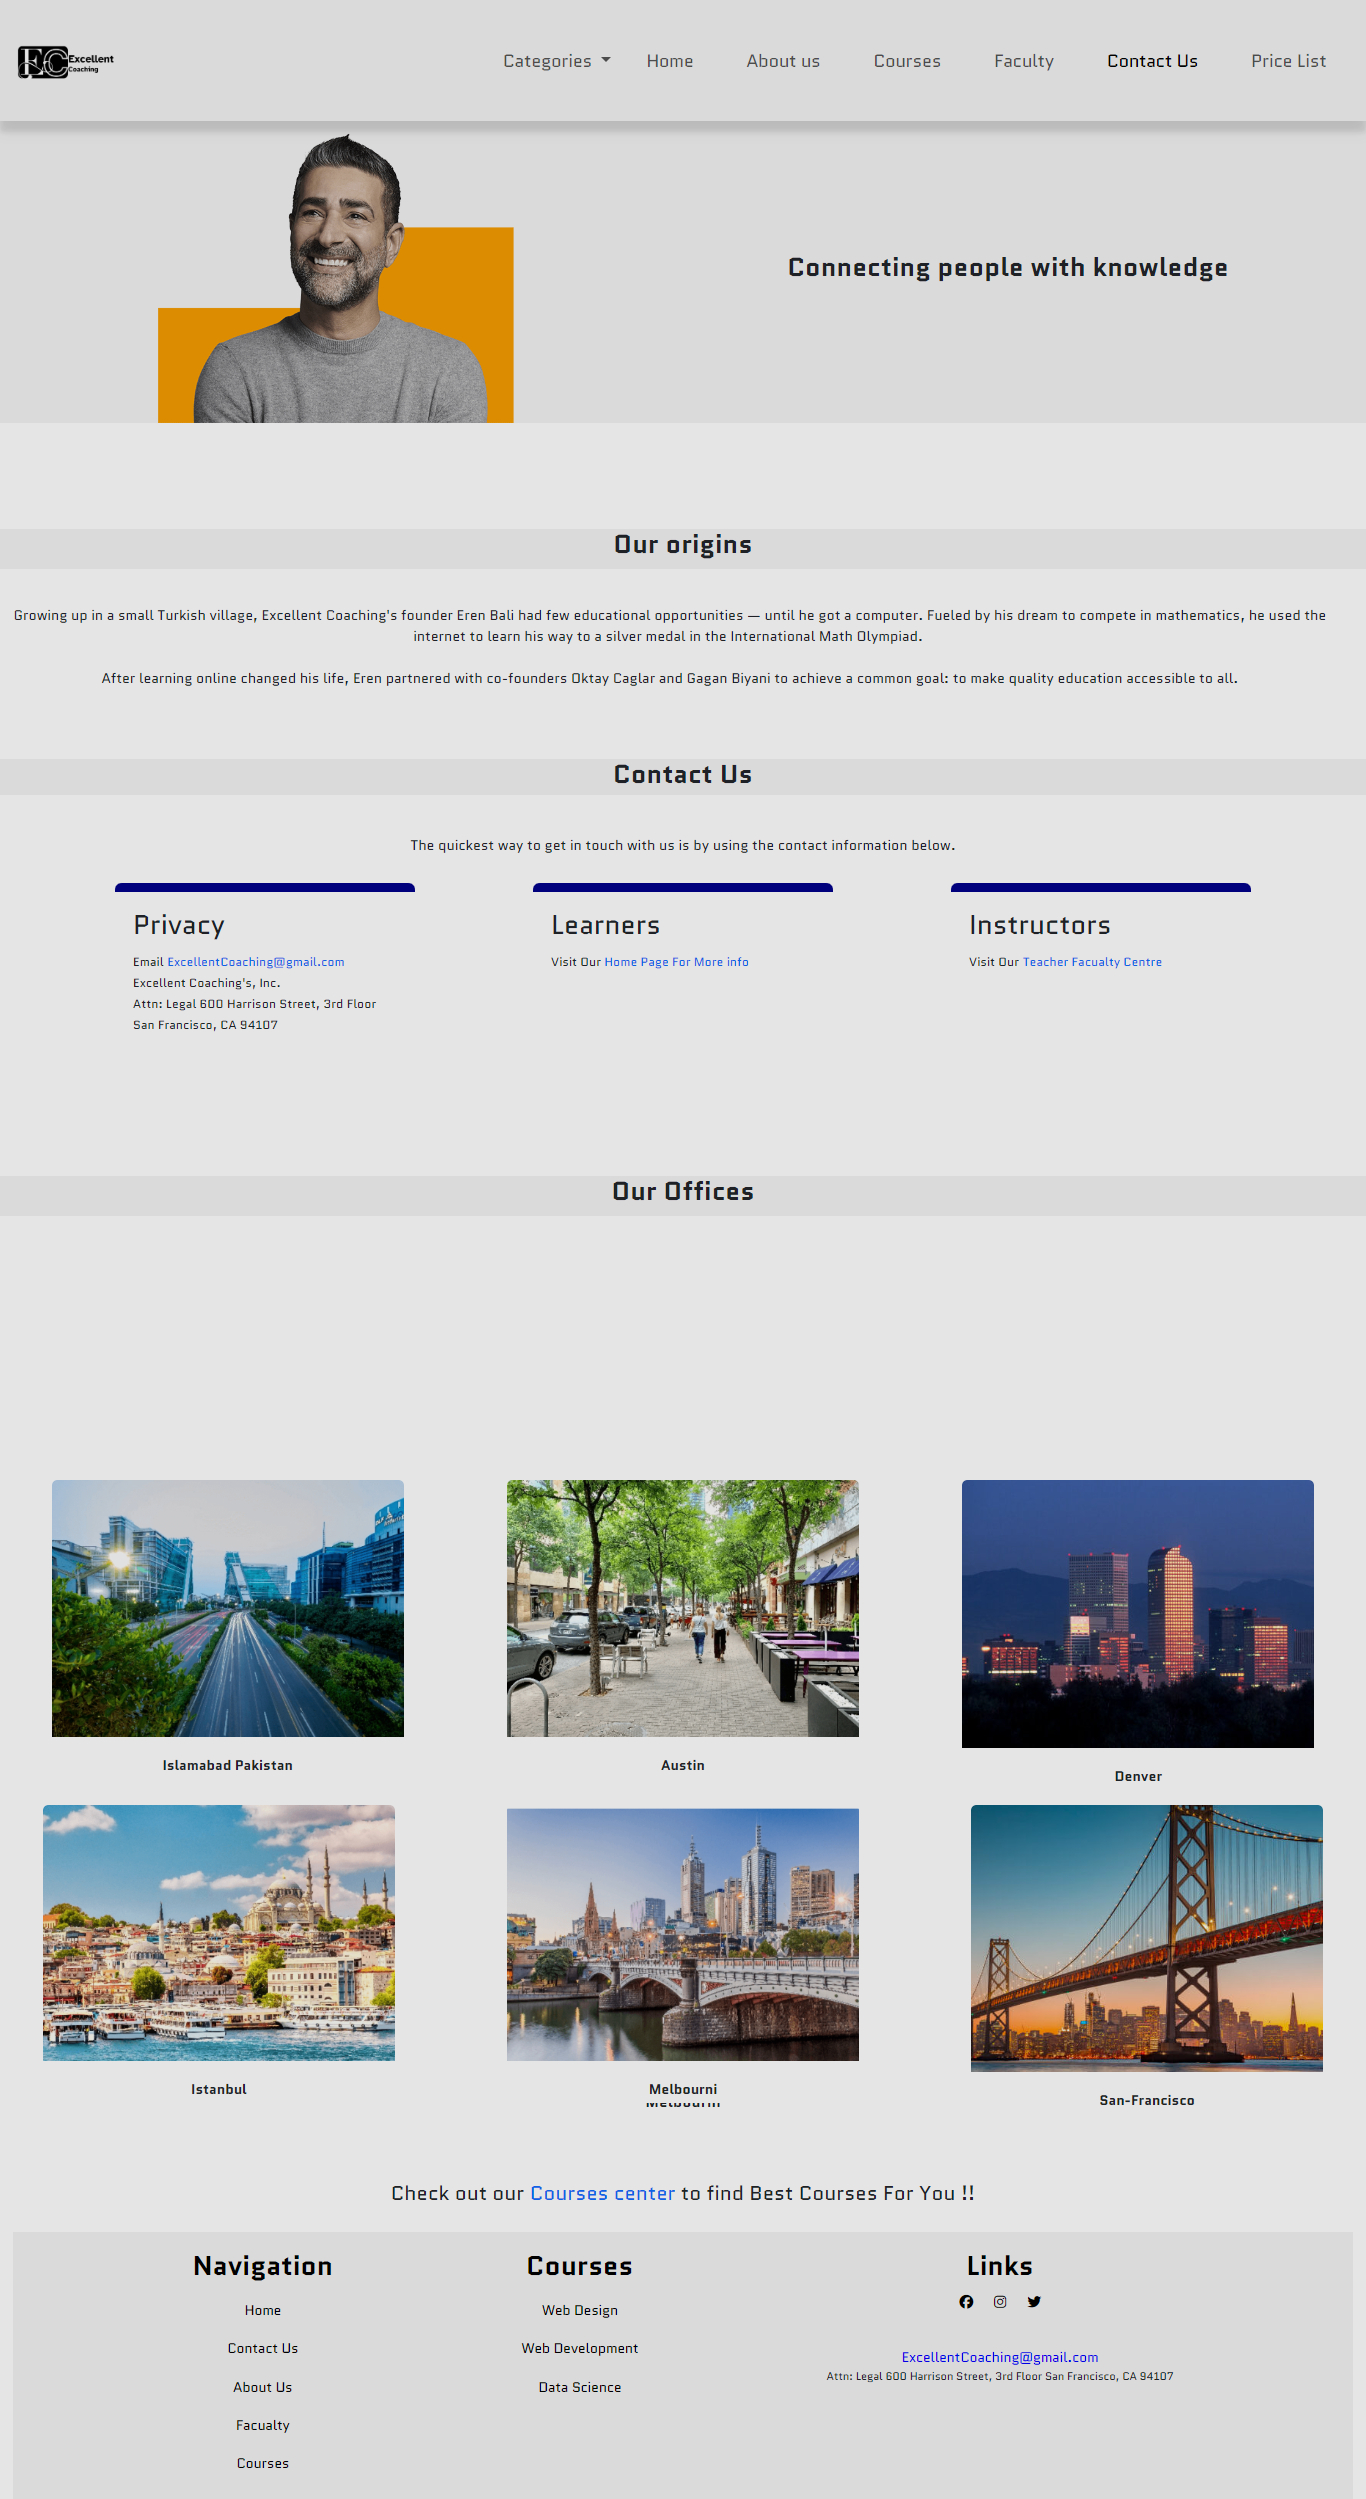 EC Excellent
Coaching
Categories Home About us Courses Faculty Contact Us Price List
Connecting people with knowledge
Our origins
Growing up in a small Turkish village, Excellent Coaching's founder Eren Bali had few educational opportunities — until he got a computer. Fueled by his dream to compete in mathematics, he used the
internet to learn his way to a silver medal in the International Math Olympiad.
After learning online changed his life, Eren partnered with co-founders Oktay Caglar and Gagan Biyani to achieve a common goal: to make quality education accessible to all.
Contact Us
The quickest way to get in touch with us is by using the contact information below.
Privacy
Email ExcellentCoaching@gmail.com
Excellent Coaching's, Inc.
Attn: Legal 600 Harrison Street, 3rd Floor
San Francisco, CA 94107
Learners
Visit Our Home Page For More info
Instructors
Visit Our Teacher Facualty Centre
Our Offices
Islamabad Pakistan
Austin
Denver
Istanbul
Melbourni
Melbourni
San-Francisco
Check out our Courses center to find Best Courses For You !!
Navigation
Home
Contact Us
About Us
Facualty
Courses
Courses
Web Design
Web Development
Data Science
Links
ExcellentCoaching@gmail.com
Attn: Legal 600 Harrison Street, 3rd Floor San Francisco, CA 94107